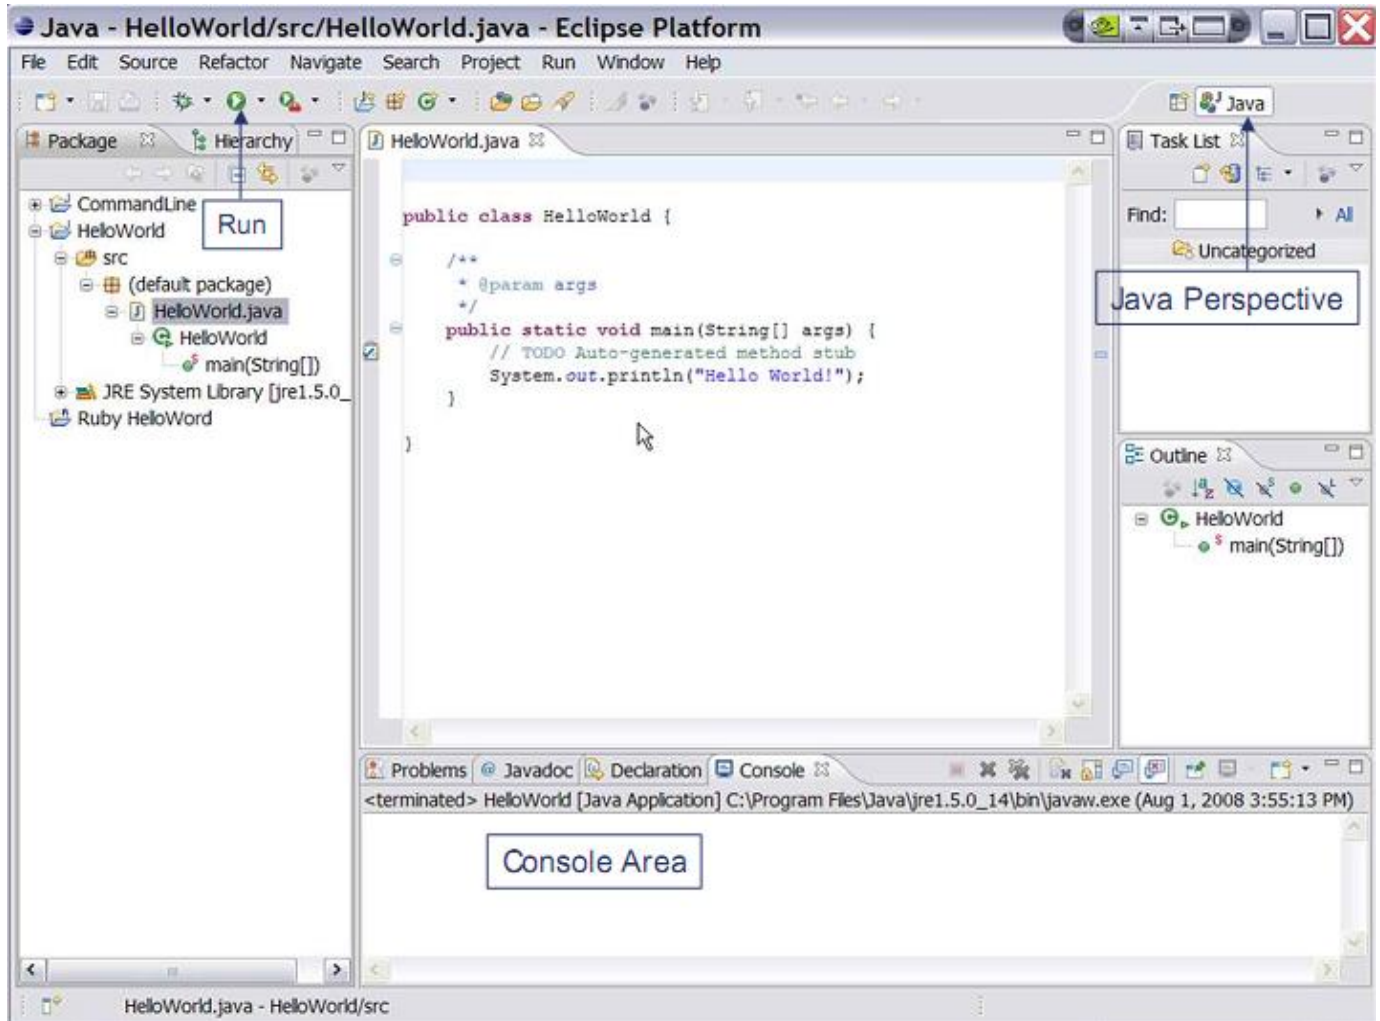 Java - HelloWorld/src/HelloWorld.java - Eclipse Platform
File Edit Source Refactor Navigate Search Project Run Window Help
Java
Package Hierarchy
HelloWorld.java
Task List
CommandLine
HelloWorld
src
(default package)
HelloWorld.java
HelloWorld
main(String[])
JRE System Library [jre1.5.0_
Ruby HelloWord
Run
public class HelloWorld {
/**
* @param args
*/
public static void main(String[] args) {
// TODO Auto-generated method stub
System.out.println("Hello World!");
}
}
Find: All
Uncategorized
Java Perspective
Outline
HelloWorld
main(String[])
Problems Javadoc Declaration Console
<terminated> HelloWorld [Java Application] C:\Program Files\Java\jre1.5.0_14\bin\javaw.exe (Aug 1, 2008 3:55:13 PM)
Console Area
HelloWorld.java - HelloWorld/src